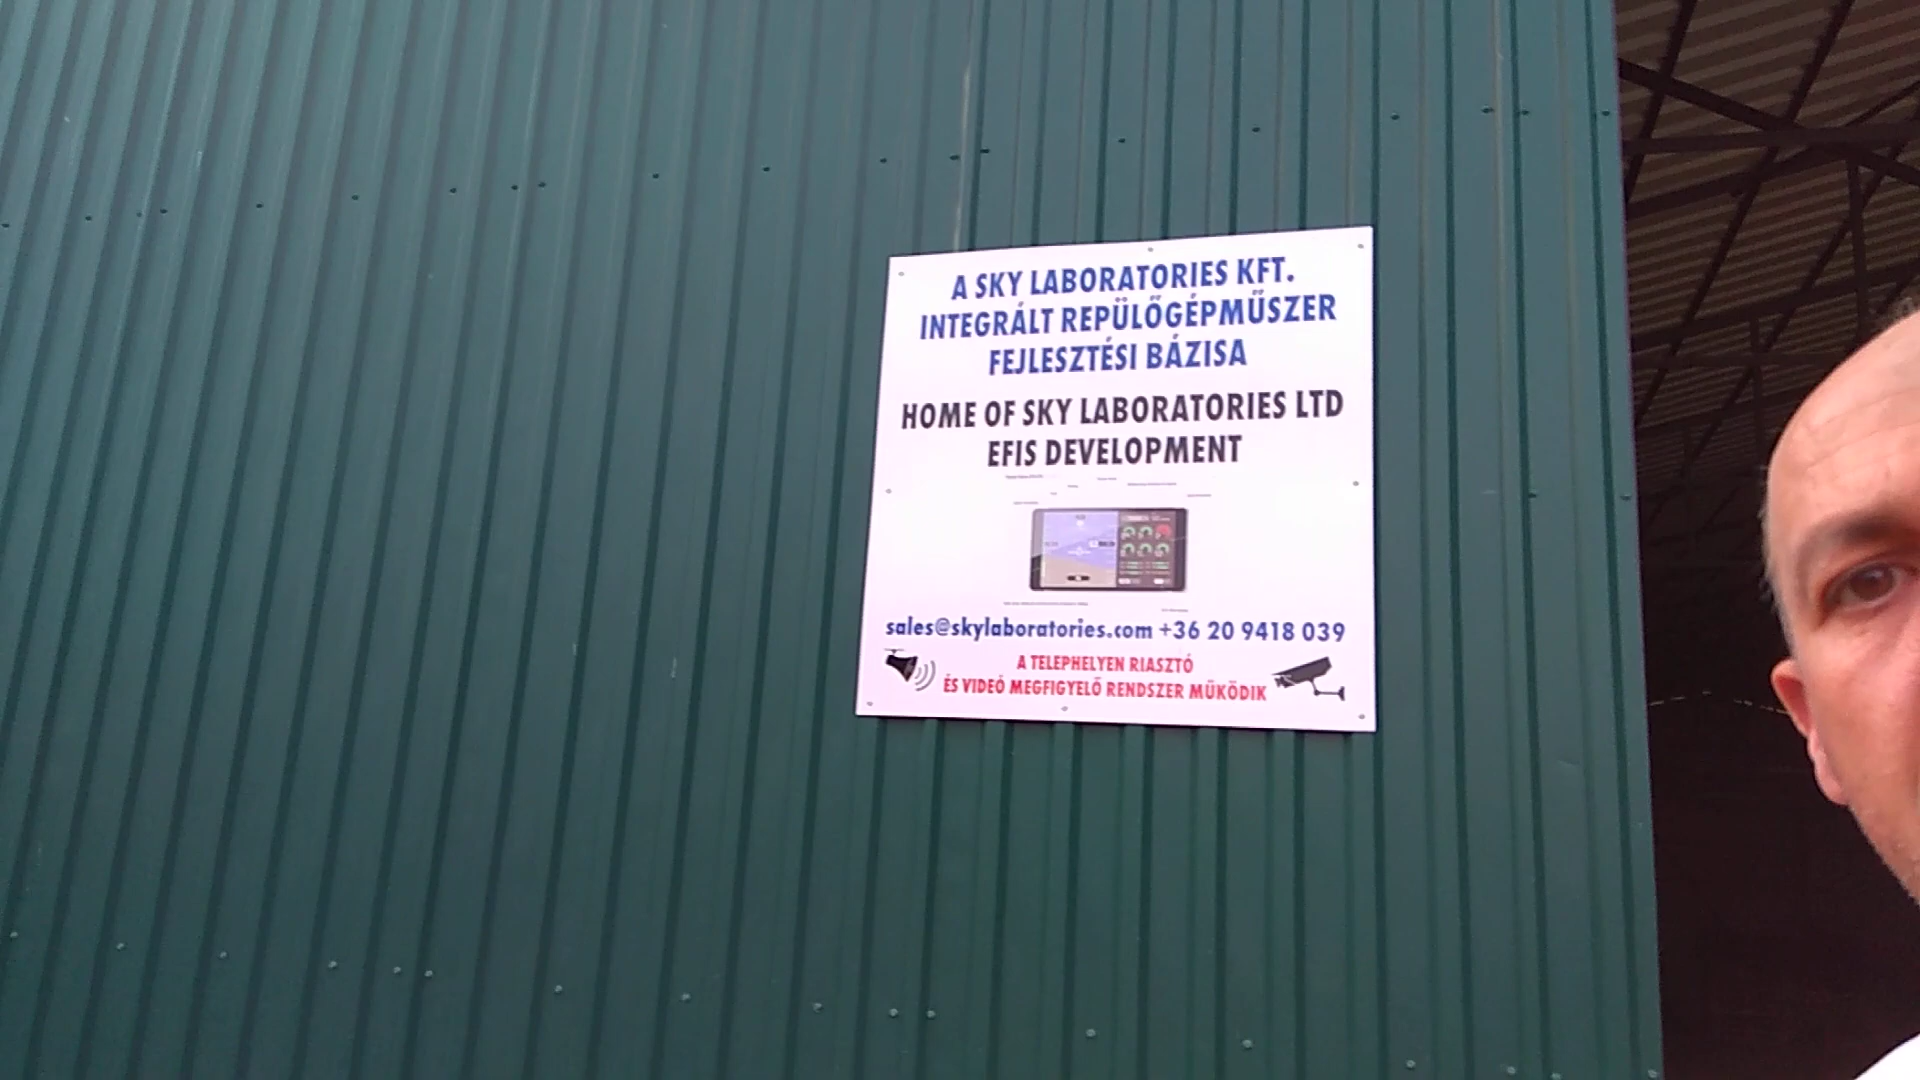 A SKY LABORATORIES KFT.
INTEGRÁLT REPÜLŐGÉPMŰSZER
FEJLESZTÉSI BÁZISA
HOME OF SKY LABORATORIES LTD
EFIS DEVELOPMENT
sales@skylaboratories.com +36 20 9418 039
A TELEPHELYEN RIASZTÓ
ÉS VIDEÓ MEGFIGYELŐ RENDSZER MŰKÖDIK